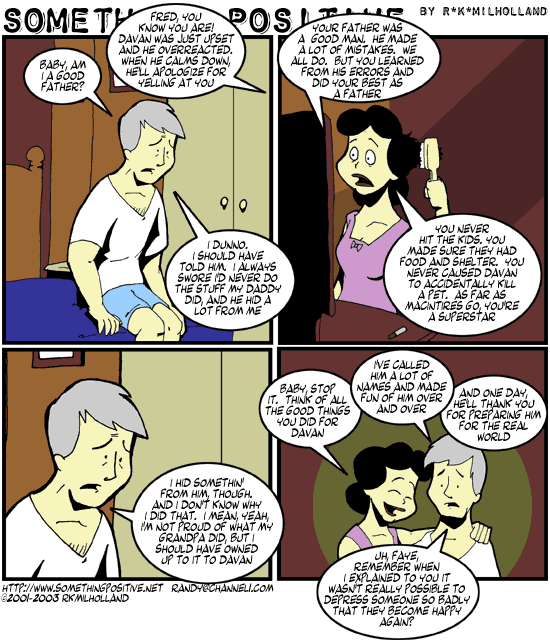 SOMETHING POSITIVE BY R*K*MILHOLLAND
BABY, AM
I A GOOD
FATHER?
FRED, YOU
KNOW YOU ARE!
DAVAN WAS JUST UPSET
AND HE OVERREACTED.
WHEN HE CALMS DOWN,
HE'LL APOLOGIZE FOR
YELLING AT YOU
I DUNNO.
I SHOULD HAVE
TOLD HIM. I ALWAYS
SWORE I'D NEVER DO
THE STUFF MY DADDY
DID, AND HE HID A
LOT FROM ME
YOUR FATHER WAS
A GOOD MAN. HE MADE
A LOT OF MISTAKES. WE
ALL DO. BUT YOU LEARNED
FROM HIS ERRORS AND
DID YOUR BEST AS
A FATHER
YOU NEVER
HIT THE KIDS. YOU
MADE SURE THEY HAD
FOOD AND SHELTER. YOU
NEVER CAUSED DAVAN
TO ACCIDENTALLY KILL
A PET. AS FAR AS
MACINTIRES GO, YOU'RE
A SUPERSTAR
I HID SOMETHIN'
FROM HIM, THOUGH,
AND I DON'T KNOW WHY
I DID THAT. I MEAN, YEAH,
I'M NOT PROUD OF WHAT MY
GRANDPA DID, BUT I
SHOULD HAVE OWNED
UP TO IT TO DAVAN
BABY, STOP
IT. THINK OF ALL
THE GOOD THINGS
YOU DID FOR
DAVAN
I'VE CALLED
HIM A LOT OF
NAMES AND MADE
FUN OF HIM OVER
AND OVER
AND ONE DAY,
HE'LL THANK YOU
FOR PREPARING HIM
FOR THE REAL
WORLD
UH, FAYE,
REMEMBER WHEN
I EXPLAINED TO YOU IT
WASN'T REALLY POSSIBLE TO
DEPRESS SOMEONE SO BADLY
THAT THEY BECOME HAPPY
AGAIN?
HTTP://WWW.SOMETHINGPOSITIVE.NET RANDY@CHANNEL1.COM
©2001-2003 RKMILHOLLAND